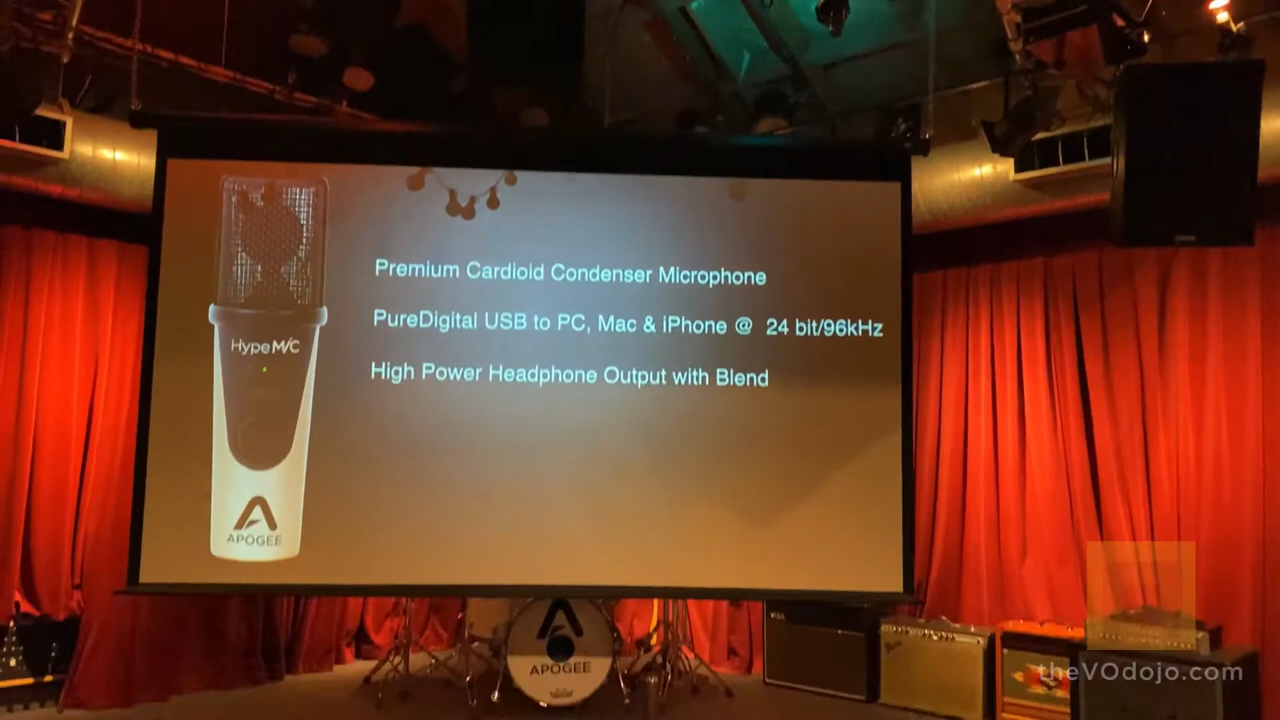 Premium Cardioid Condenser Microphone
PureDigital USB to PC, Mac & iPhone @ 24 bit/96kHz
High Power Headphone Output with Blend
HypeM/C
APOGEE
APOGEE
theVOdojo.com